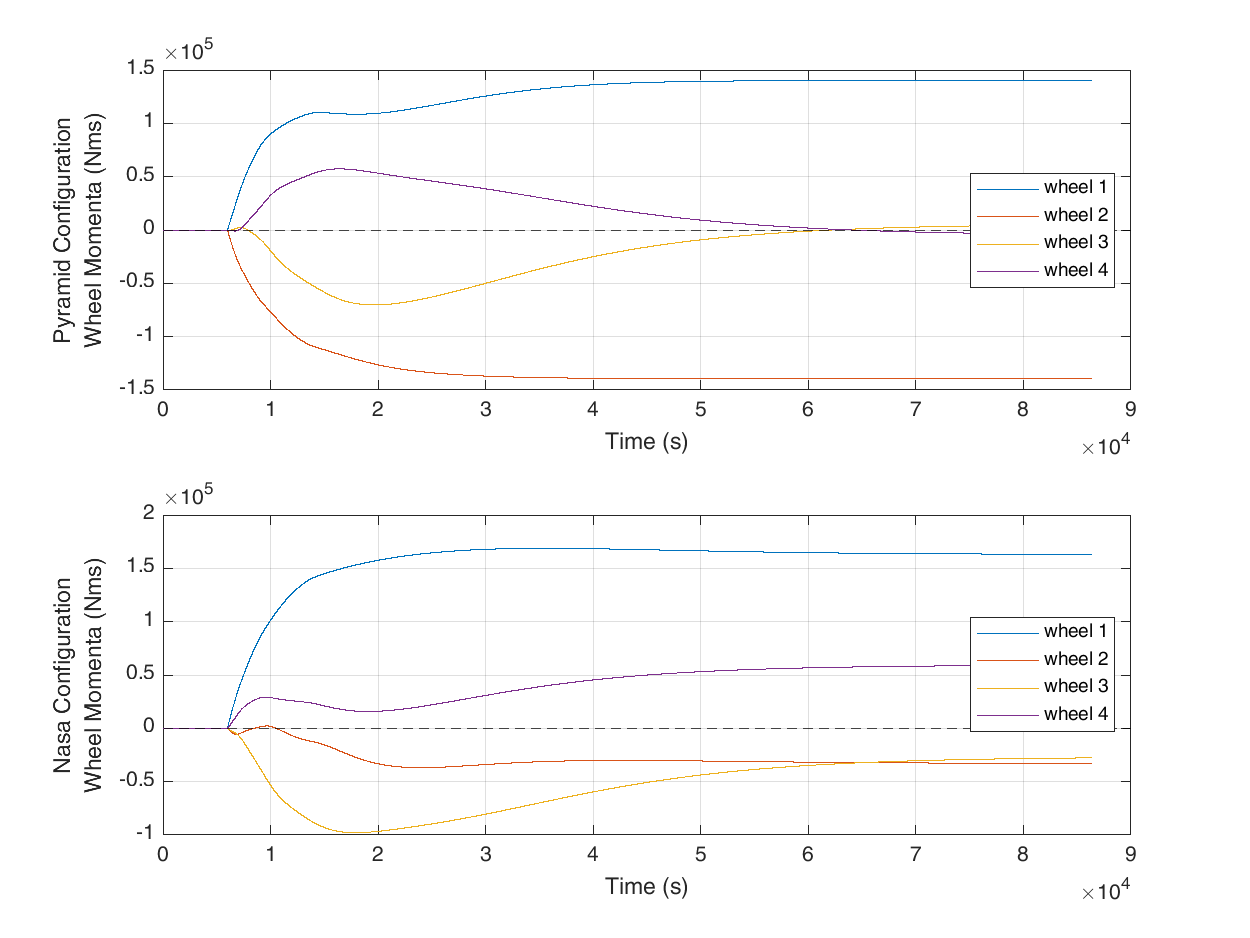 ×10^5
1.5
1
0.5
0
-0.5
-1
-1.5
Pyramid Configuration
Wheel Momenta (Nms)
wheel 1
wheel 2
wheel 3
wheel 4
0 1 2 3 4 5 6 7 8 9
Time (s)
×10^4
×10^5
2
1.5
1
0.5
0
-0.5
-1
Nasa Configuration
Wheel Momenta (Nms)
wheel 1
wheel 2
wheel 3
wheel 4
0 1 2 3 4 5 6 7 8 9
Time (s)
×10^4